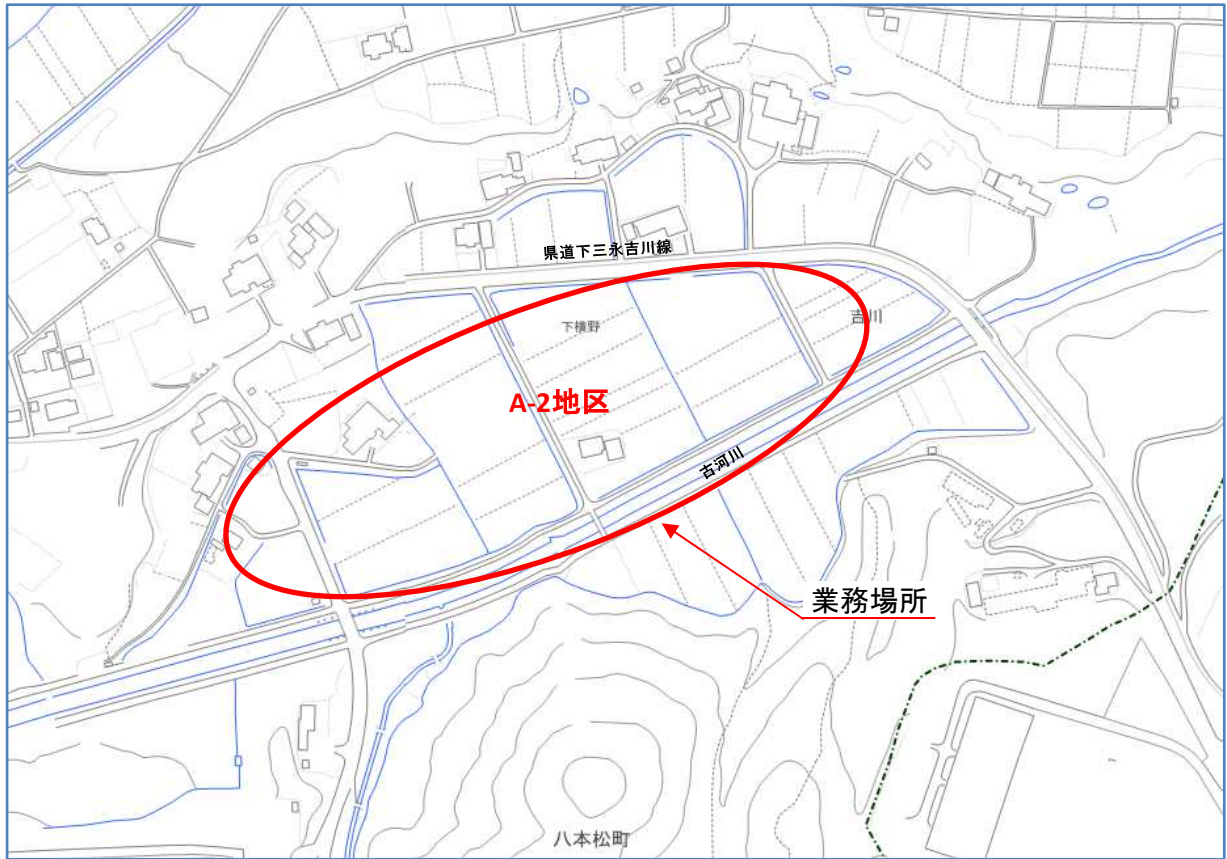 県道下三永吉川線
下横野
吉川
A-2地区
古河川
業務場所
八本松町